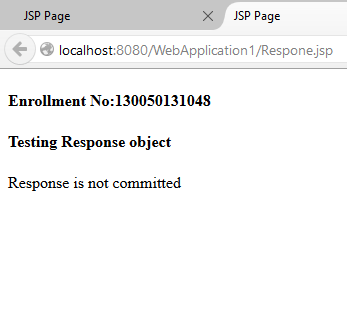 JSP Page
JSP Page
localhost:8080/WebApplication1/Respone.jsp
Enrollment No:130050131048
Testing Response object
Response is not committed